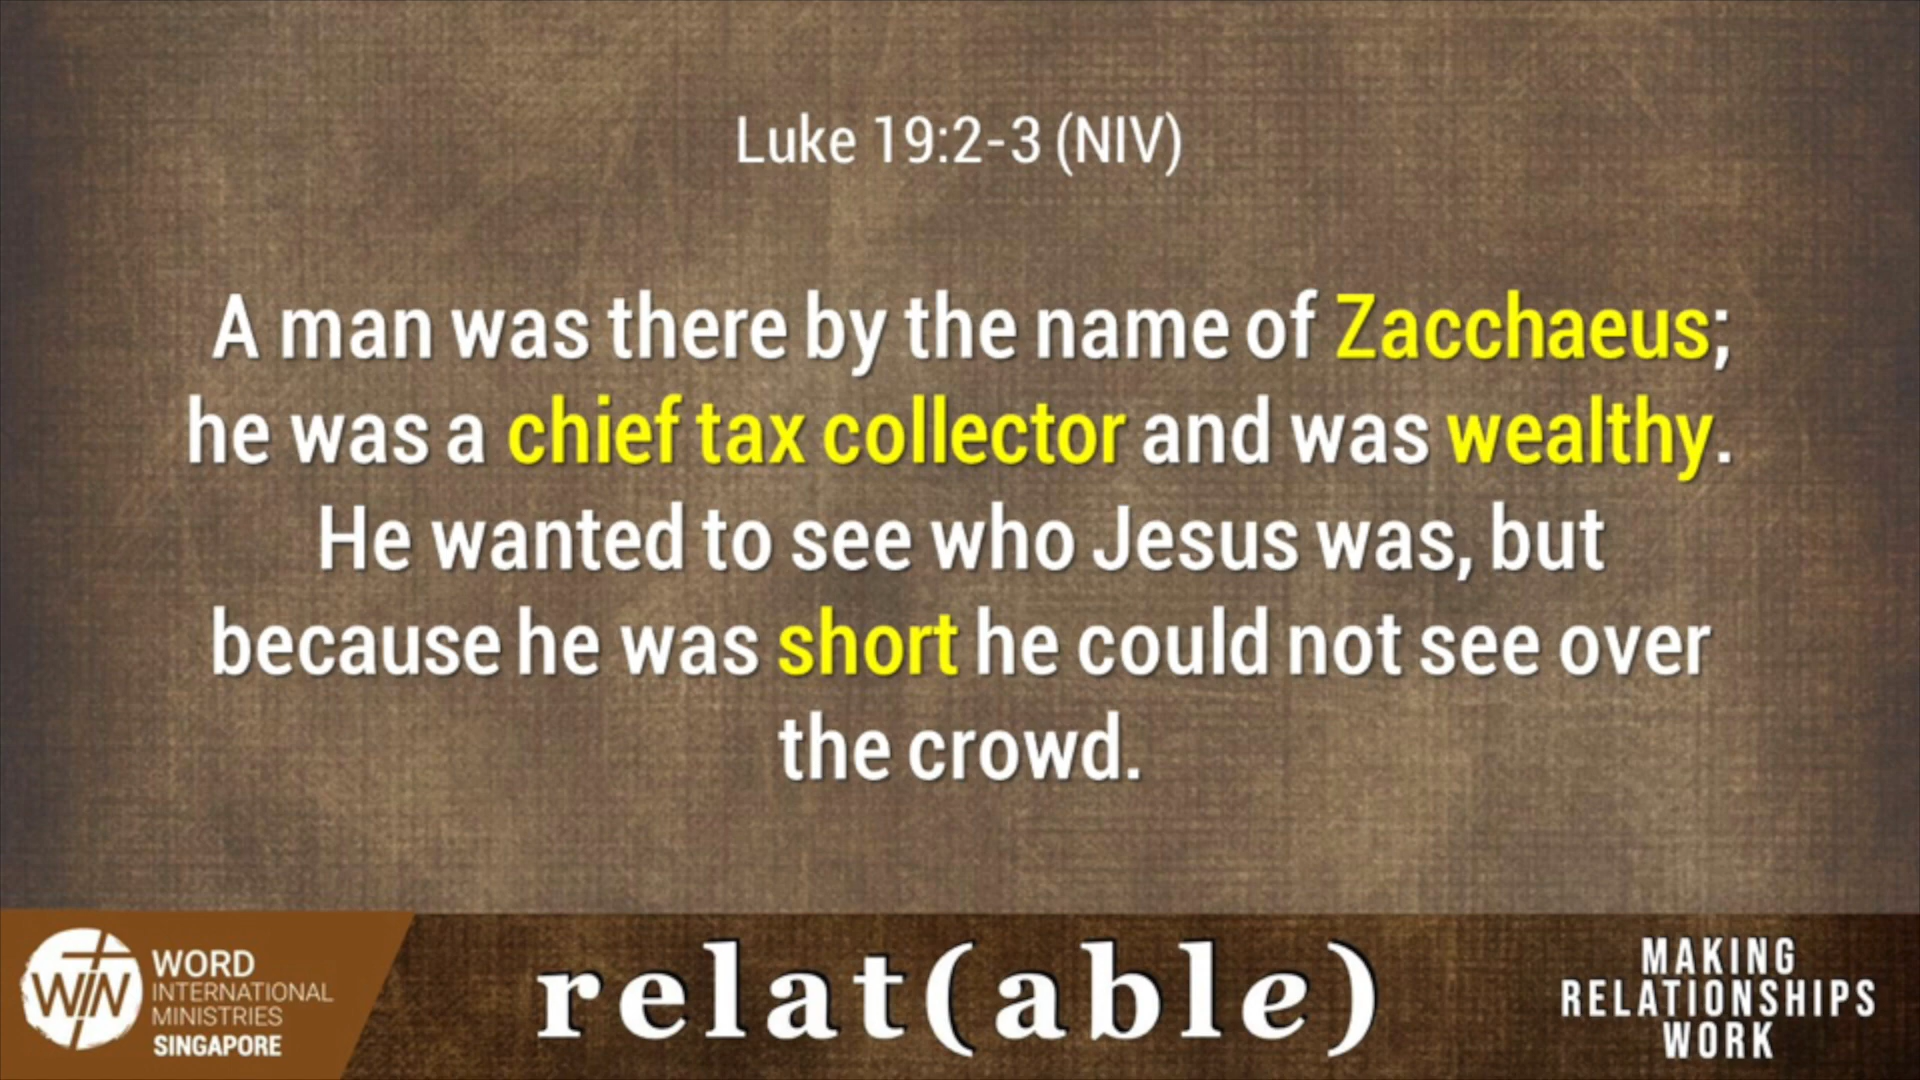 Luke 19:2-3 (NIV)
A man was there by the name of Zacchaeus;
he was a chief tax collector and was wealthy.
He wanted to see who Jesus was, but
because he was short he could not see over
the crowd.
WIN
WORD
INTERNATIONAL
MINISTRIES
SINGAPORE
relat(able)
MAKING
RELATIONSHIPS
WORK